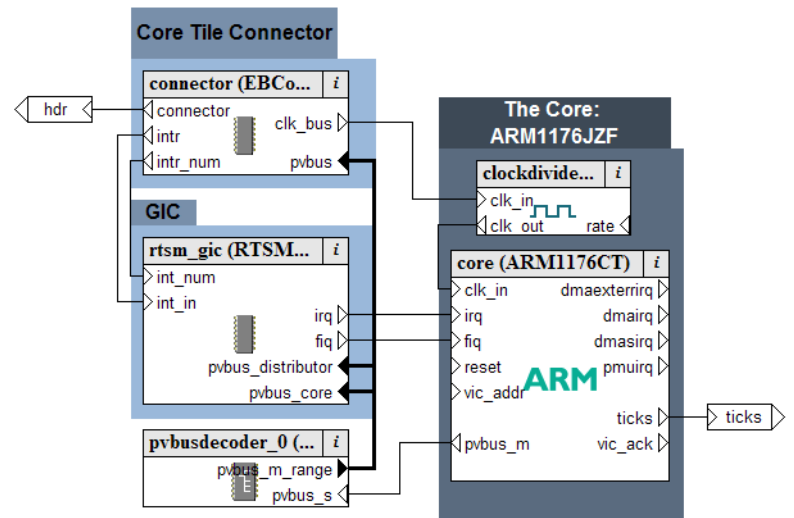 Core Tile Connector
connector (EBCo... i
hdr
connector
clk_bus
intr
intr_num
pvbus
The Core:
ARM1176JZF
clockdivide... i
clk_in
clk_out
rate
GIC
rtsm_gic (RTSM... i
int_num
int_in
irq
fiq
pvbus_distributor
pvbus_core
core (ARM1176CT) i
clk_in
dmaexterrirq
irq
dmairq
fiq
dmasirq
reset
pmuirq
vic_addr
ARM
ticks
ticks
pvbus_m
vic_ack
pvbusdecoder_0 (... i
pvbus_m_range
pvbus_s